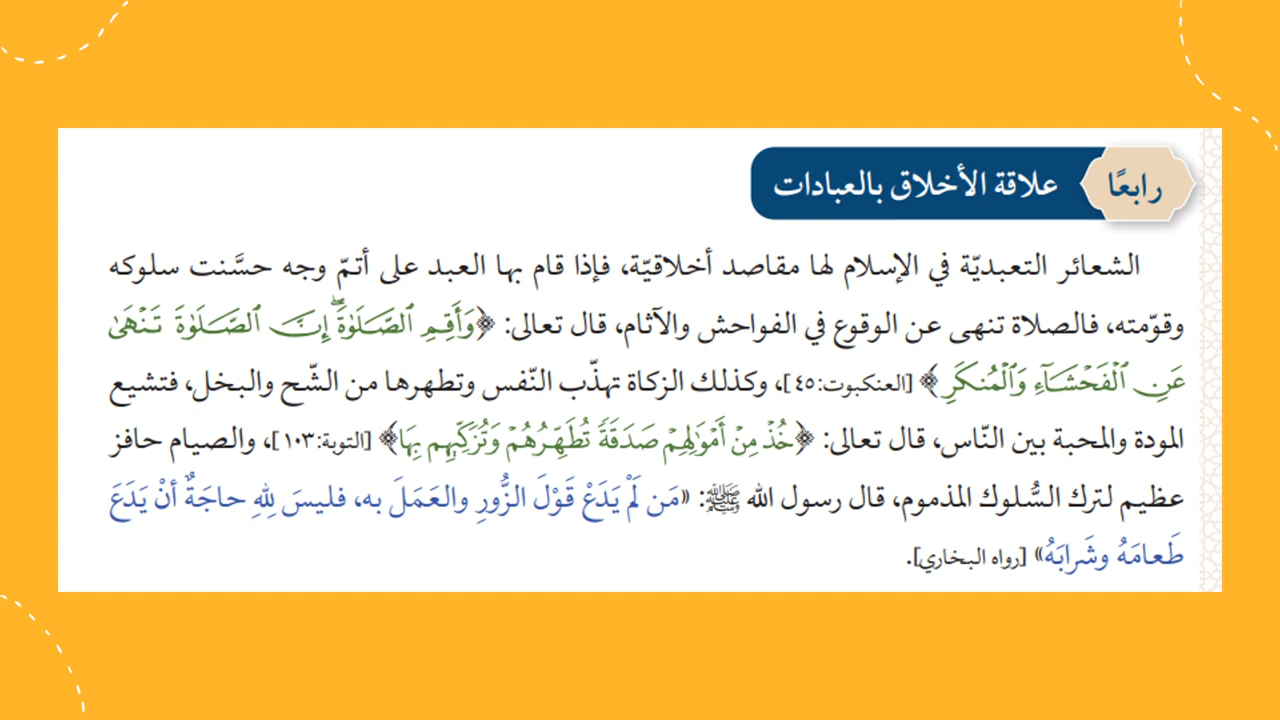 رابعًا علاقة الأخلاق بالعبادات
الشعائر التعبديّة في الإسلام لها مقاصد أخلاقيّة، فإذا قام بها العبد على أتمّ وجه حسَّنت سلوكه
وقوّمته، فالصلاة تنهى عن الوقوع في الفواحش والآثام، قال تعالى: ﴿وَأَقِمِ ٱلصَّلَوٰةَۖ إِنَّ ٱلصَّلَوٰةَ تَنۡهَىٰ
عَنِ ٱلۡفَحۡشَآءِ وَٱلۡمُنكَرِ﴾ [العنكبوت:٤٥]، وكذلك الزكاة تهذّب النّفس وتطهرها من الشّح والبخل، فتشيع
المودة والمحبة بين النّاس، قال تعالى: ﴿خُذۡ مِنۡ أَمۡوَٰلِهِمۡ صَدَقَةٗ تُطَهِّرُهُمۡ وَتُزَكِّيهِم بِهَا﴾ [التوبة:١٠٣]، والصيام حافز
عظيم لترك السُّلوك المذموم، قال رسول الله ﷺ: «مَن لَمْ يَدَعْ قَوْلَ الزُّورِ والعَمَلَ به، فليسَ لِلهِ حاجَةٌ أنْ يَدَعَ
طَعامَهُ وشَرابَهُ» [رواه البخاري].